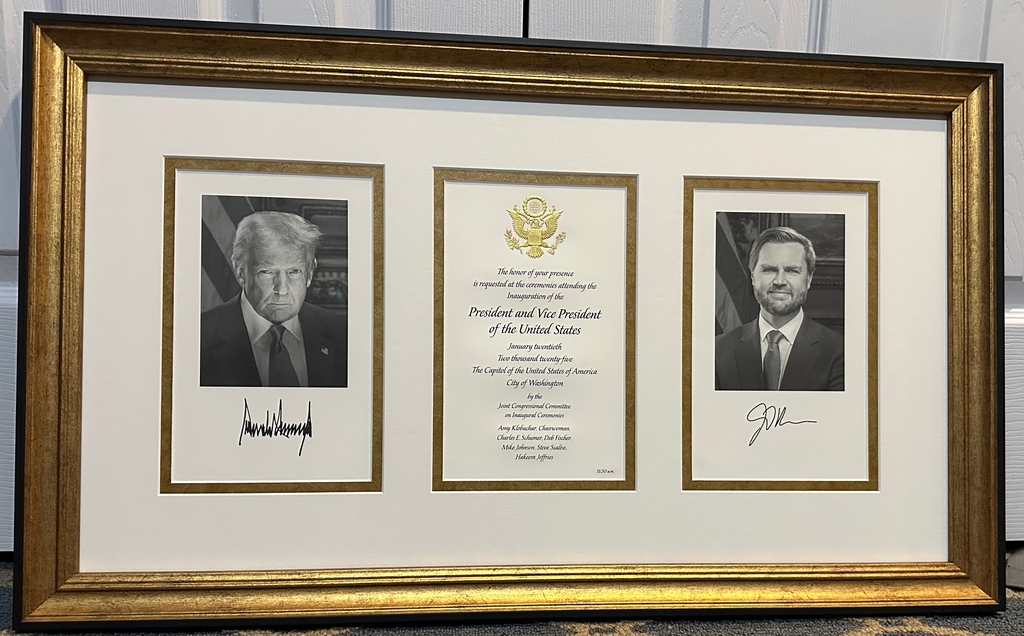 The honor of your presence
is requested at the ceremonies attending the
Inauguration of the
President and Vice President
of the United States
January twentieth
Two thousand twenty-five
The Capitol of the United States of America
City of Washington
by the
Joint Congressional Committee
on Inaugural Ceremonies
Amy Klobuchar, Chairwoman,
Charles E. Schumer, Deb Fischer,
Mike Johnson, Steve Scalise,
Hakeem Jeffries
11:30 a.m.